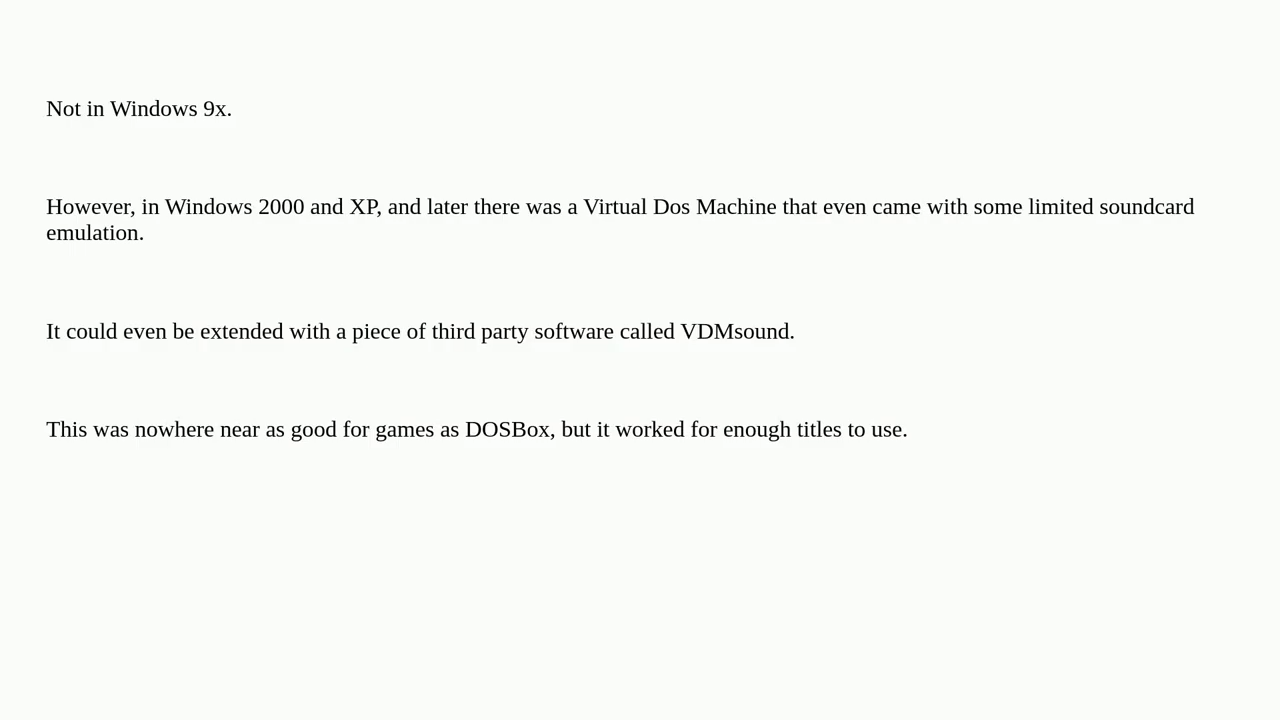 Not in Windows 9x.
However, in Windows 2000 and XP, and later there was a Virtual Dos Machine that even came with some limited soundcard
emulation.
It could even be extended with a piece of third party software called VDMsound.
This was nowhere near as good for games as DOSBox, but it worked for enough titles to use.